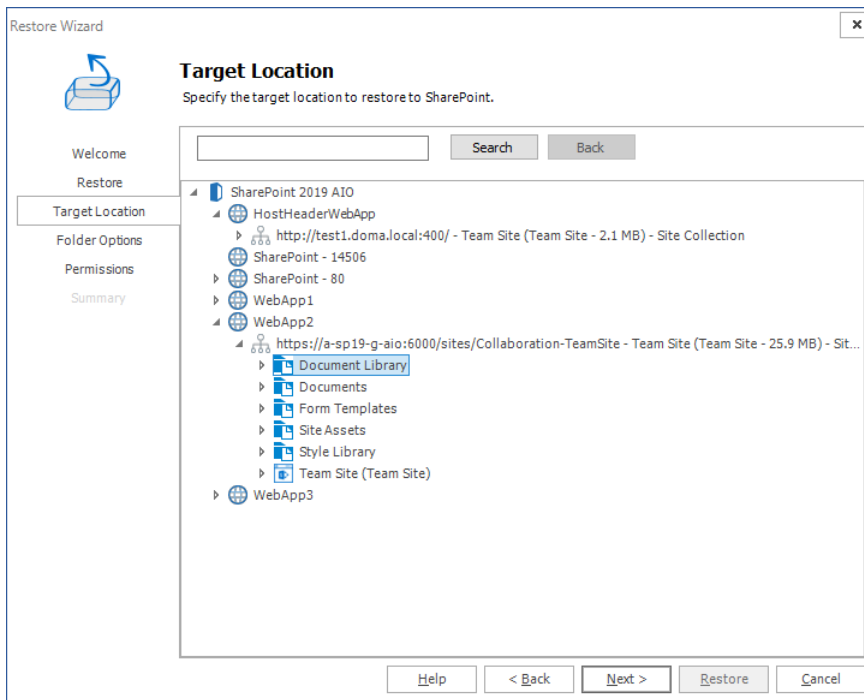 Restore Wizard
Target Location
Specify the target location to restore to SharePoint.
Search
Back
Welcome
Restore
Target Location
Folder Options
Permissions
Summary
SharePoint 2019 AIO
HostHeaderWebApp
http://test1.doma.local:400/ - Team Site (Team Site - 2.1 MB) - Site Collection
SharePoint - 14506
SharePoint - 80
WebApp1
WebApp2
https://a-sp19-g-aio:6000/sites/Collaboration-TeamSite - Team Site (Team Site - 25.9 MB) - Sit...
Document Library
Documents
Form Templates
Site Assets
Style Library
Team Site (Team Site)
WebApp3
Help
< Back
Next >
Restore
Cancel